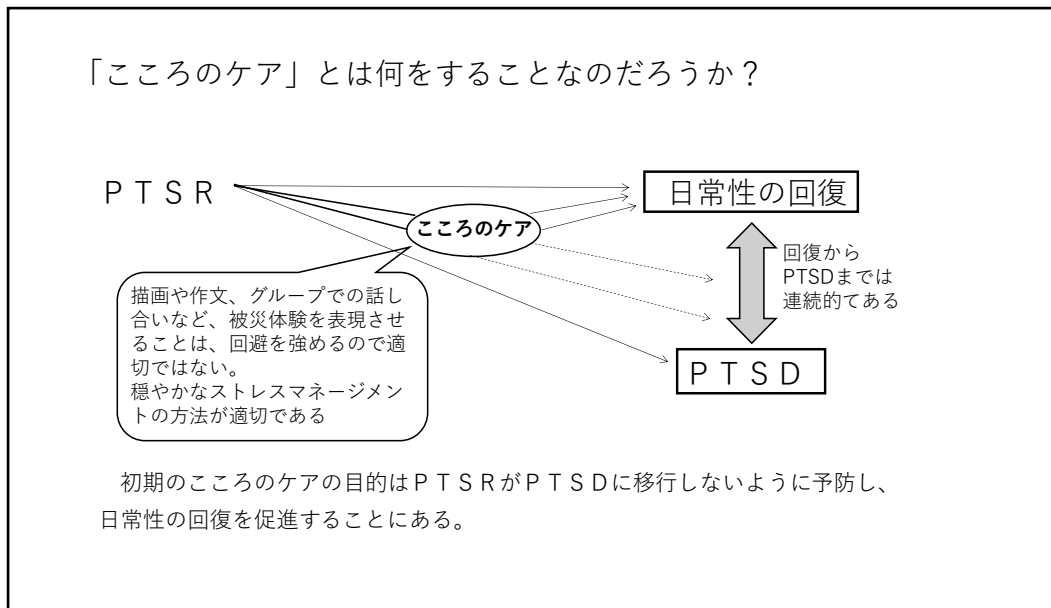 「こころのケア」とは何をすることなのだろうか？
ＰＴＳＲ
日常性の回復
こころのケア
回復から
PTSDまでは
連続的てある
描画や作文、グループでの話し
合いなど、被災体験を表現させ
ることは、回避を強めるので適
切ではない。
穏やかなストレスマネージメン
トの方法が適切である
ＰＴＳＤ
初期のこころのケアの目的はＰＴＳＲがＰＴＳＤに移行しないように予防し、
日常性の回復を促進することにある。